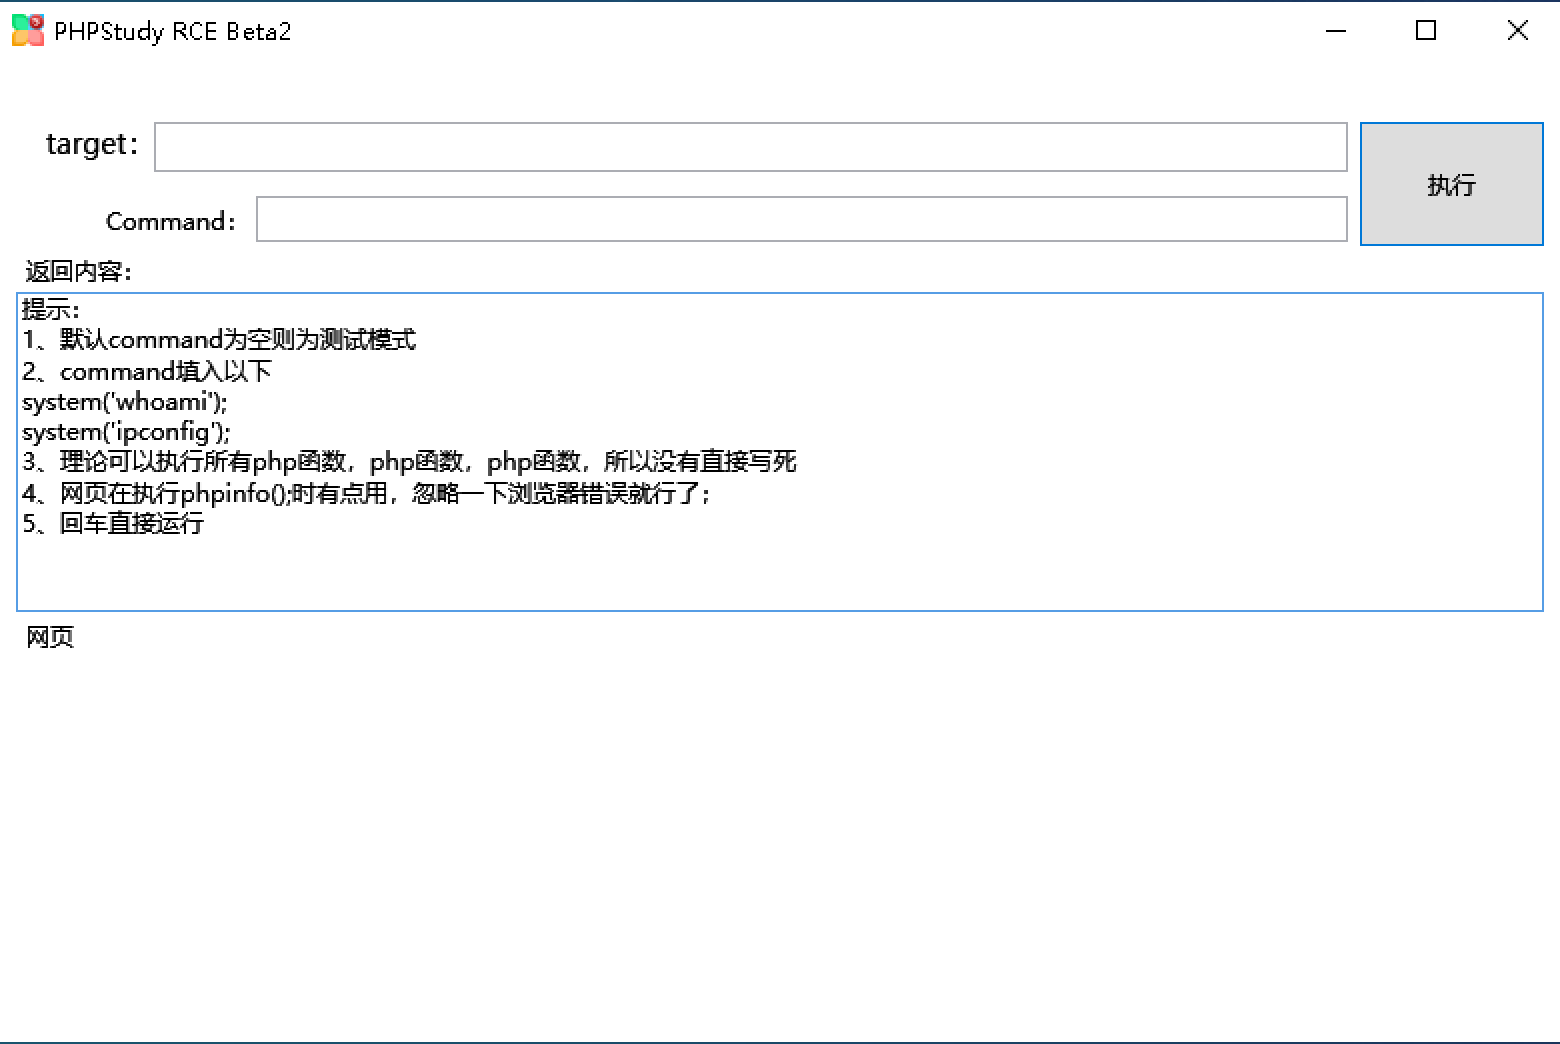 PHPStudy RCE Beta2
target：
执行
Command：
返回内容：
提示：
1、默认command为空则为测试模式
2、command填入以下
system('whoami');
system('ipconfig');
3、理论可以执行所有php函数，php函数，php函数，所以没有直接写死
4、网页在执行phpinfo();时有点用，忽略一下浏览器错误就行了；
5、回车直接运行
网页